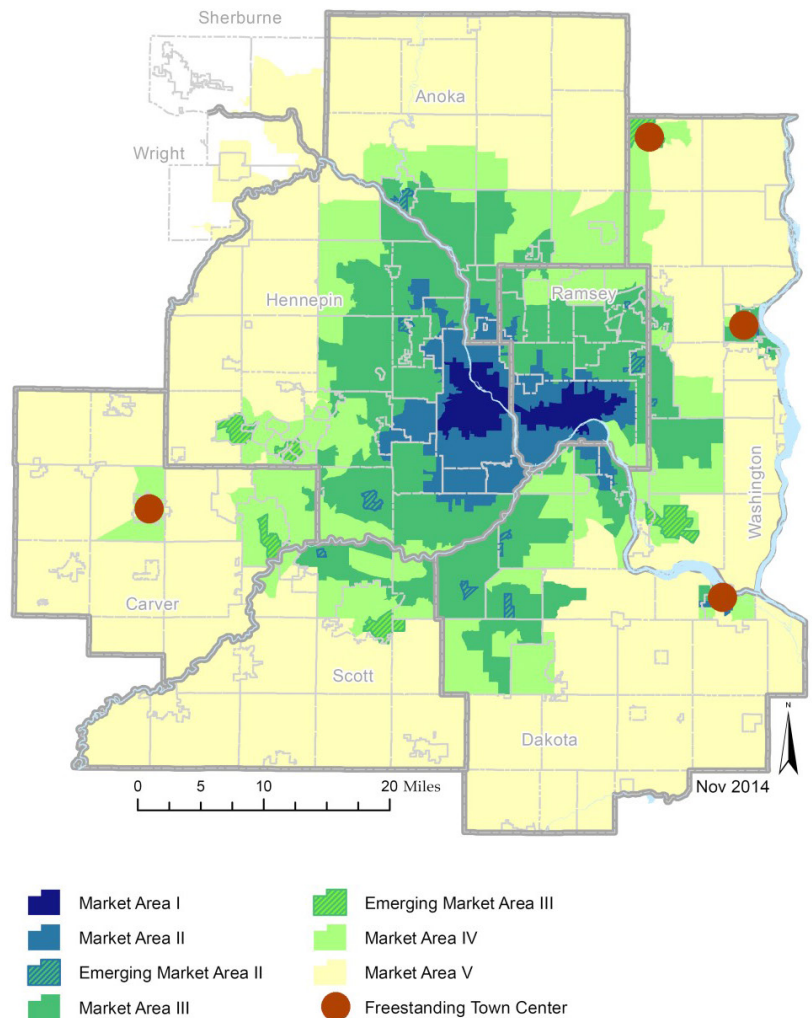 Sherburne
Anoka
Wright
Hennepin
Ramsey
Washington
Carver
Scott
Dakota
N
0 5 10 20 Miles
Nov 2014
Market Area I
Market Area II
Emerging Market Area II
Market Area III
Emerging Market Area III
Market Area IV
Market Area V
Freestanding Town Center